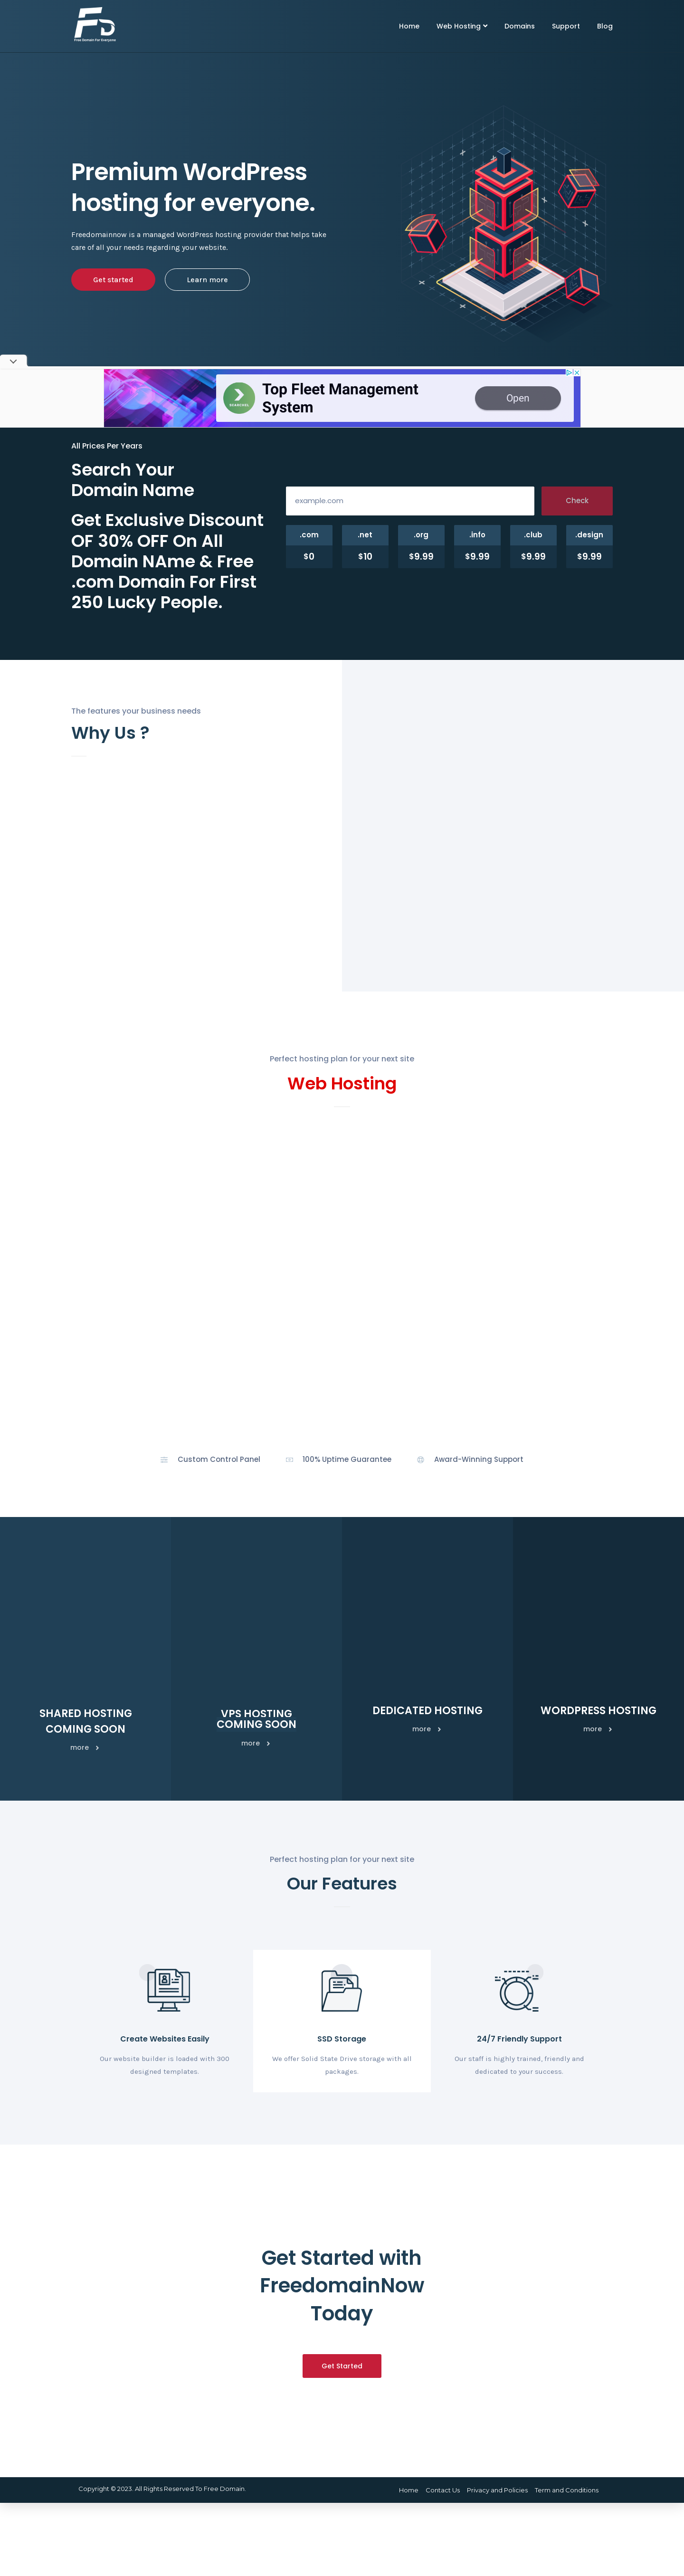 FD
Free Domain For Everyone
Home Web Hosting Domains Support Blog
Premium WordPress
hosting for everyone.
Freedomainnow is a managed WordPress hosting provider that helps take
care of all your needs regarding your website.
Get started Learn more
Top Fleet Management
System
Open
All Prices Per Years
Search Your
Domain Name
Get Exclusive Discount
OF 30% OFF On All
Domain NAme & Free
.com Domain For First
250 Lucky People.
example.com Check
.com .net .org .info .club .design
$0 $10 $9.99 $9.99 $9.99 $9.99
The features your business needs
Why Us ?
Perfect hosting plan for your next site
Web Hosting
Custom Control Panel 100% Uptime Guarantee Award-Winning Support
SHARED HOSTING
COMING SOON
more
VPS HOSTING
COMING SOON
more
DEDICATED HOSTING
more
WORDPRESS HOSTING
more
Perfect hosting plan for your next site
Our Features
Create Websites Easily
Our website builder is loaded with 300
designed templates.
SSD Storage
We offer Solid State Drive storage with all
packages.
24/7 Friendly Support
Our staff is highly trained, friendly and
dedicated to your success.
Get Started with
FreedomainNow
Today
Get Started
Copyright © 2023. All Rights Reserved To Free Domain.
Home Contact Us Privacy and Policies Term and Conditions